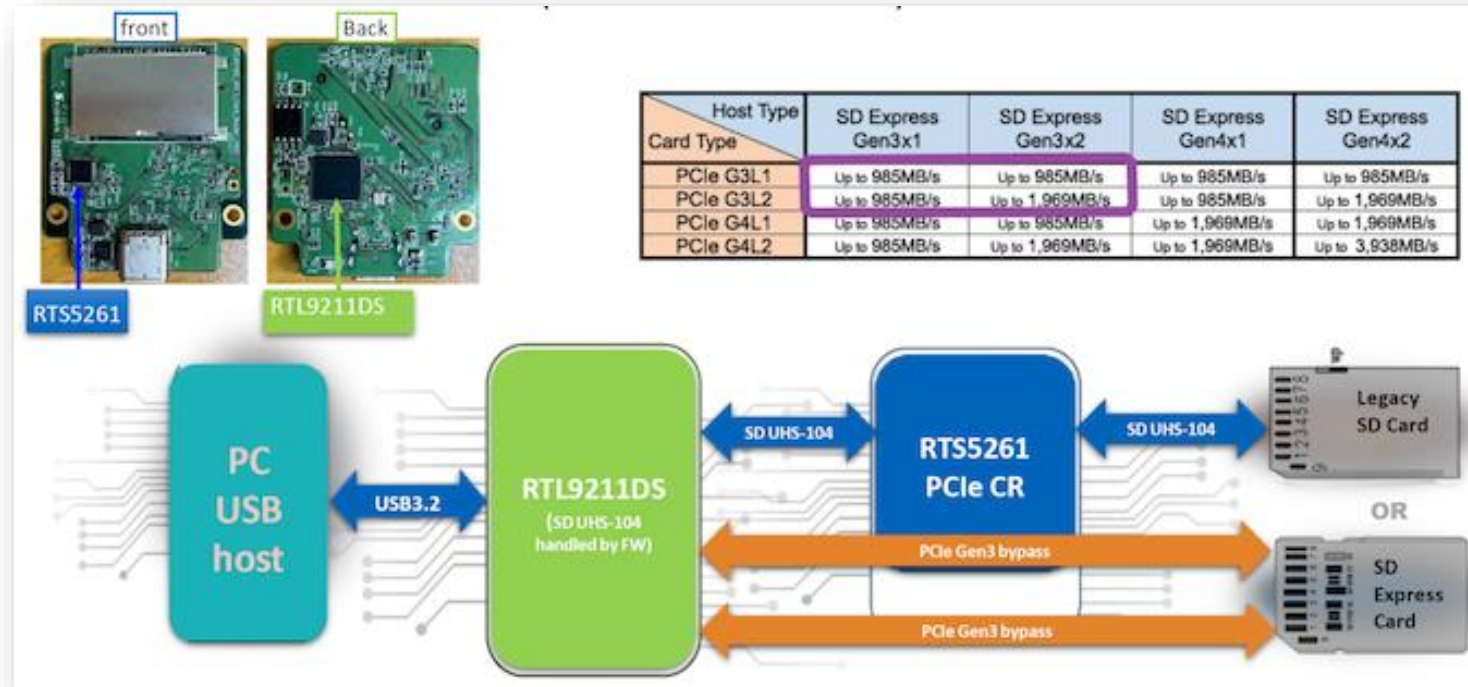 front
Back
RTS5261
RTL9211DS
Host Type
Card Type
SD Express Gen3x1
SD Express Gen3x2
SD Express Gen4x1
SD Express Gen4x2
PCIe G3L1 Up to 985MB/s Up to 985MB/s Up to 985MB/s Up to 985MB/s
PCIe G3L2 Up to 985MB/s Up to 1,969MB/s Up to 985MB/s Up to 1,969MB/s
PCIe G4L1 Up to 985MB/s Up to 985MB/s Up to 1,969MB/s Up to 1,969MB/s
PCIe G4L2 Up to 985MB/s Up to 1,969MB/s Up to 1,969MB/s Up to 3,938MB/s
PC
USB
host
USB3.2
RTL9211DS
(SD UHS-104
handled by FW)
SD UHS-104
RTS5261
PCIe CR
SD UHS-104
Legacy
SD Card
OR
PCIe Gen3 bypass
SD
Express
Card
PCIe Gen3 bypass